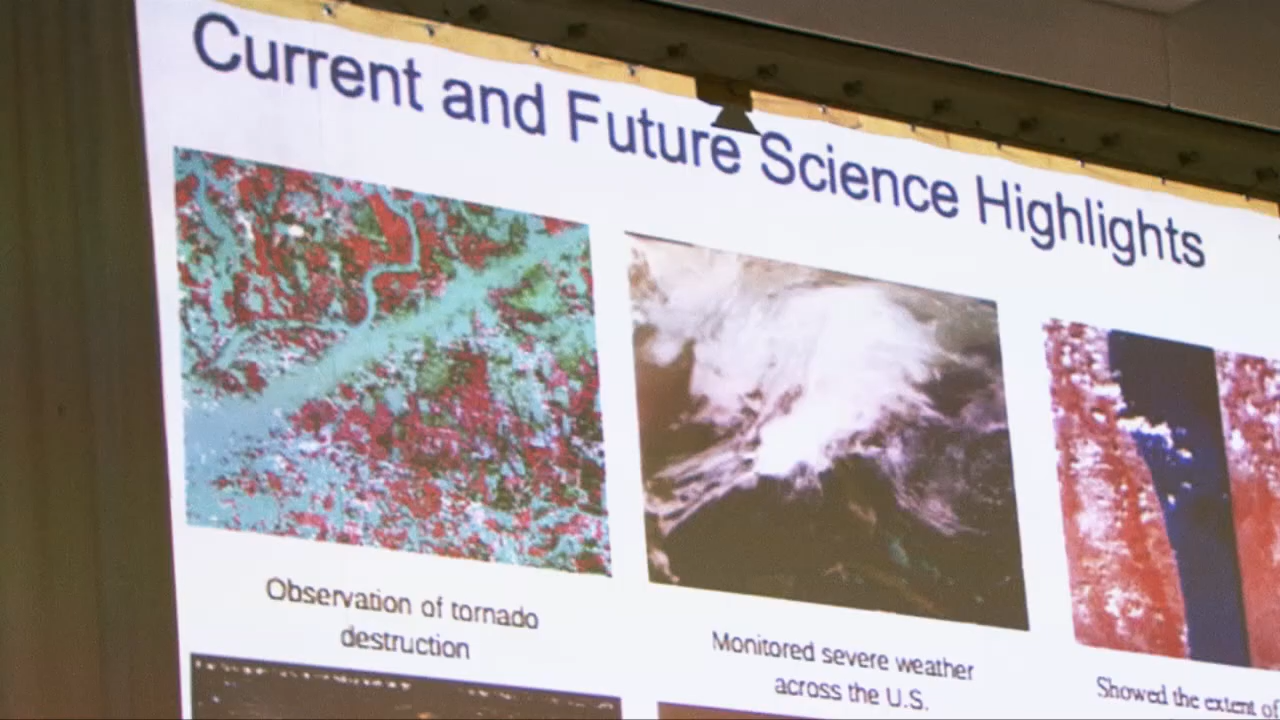 Current and Future Science Highlights
Observation of tornado
destruction
Monitored severe weather
across the U.S.
Showed the extent of